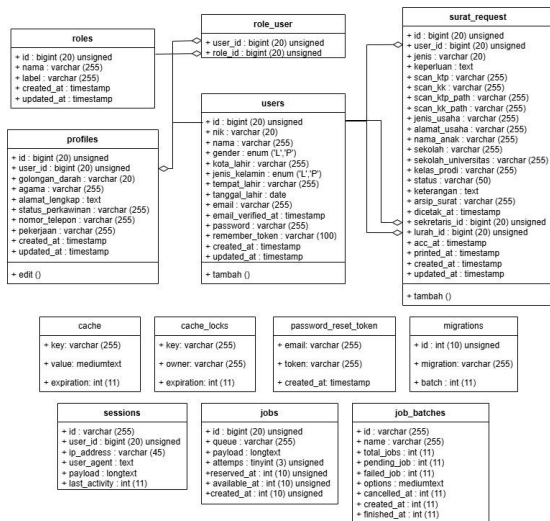 roles
+ id : bigint (20) unsigned
+ nama : varchar (255)
+ label : varchar (255)
+ created_at : timestamp
+ updated_at : timestamp
role_user
+ user_id : bigint (20) unsigned
+ role_id : bigint (20) unsigned
surat_request
+ id : bigint (20) unsigned
+ user_id : bigint (20) unsigned
+ jenis : varchar (20)
+ keperluan : text
+ scan_ktp : varchar (255)
+ scan_kk : varchar (255)
+ scan_ktp_path : varchar (255)
+ scan_kk_path : varchar (255)
+ jenis_usaha : varchar (255)
+ alamat_usaha : varchar (255)
+ nama_anak : varchar (255)
+ sekolah : varchar (255)
+ sekolah_universitas : varchar (255)
+ kelas_prodi : varchar (255)
+ status : varchar (50)
+ keterangan : text
+ arsip_surat : varchar (255)
+ dicetak_at : timestamp
+ sekretaris_id : bigint (20) unsigned
+ lurah_id : bigint (20) unsigned
+ acc_at : timestamp
+ printed_at : timestamp
+ created_at : timestamp
+ updated_at : timestamp
+ tambah ()
profiles
+ id : bigint (20) unsigned
+ user_id : bigint (20) unsigned
+ golongan_darah : varchar (20)
+ agama : varchar (255)
+ alamat_lengkap : text
+ status_perkawinan : varchar (255)
+ nomor_telepon : varchar (255)
+ pekerjaan : varchar (255)
+ created_at : timestamp
+ updated_at : timestamp
+ edit ()
users
+ id : bigint (20) unsigned
+ nik : varchar (20)
+ nama : varchar (255)
+ gender : enum ('L','P')
+ kota_lahir : varchar (255)
+ jenis_kelamin : enum ('L','P')
+ tempat_lahir : varchar (255)
+ tanggal_lahir : date
+ email : varchar (255)
+ email_verified_at : timestamp
+ password : varchar (255)
+ remember_token : varchar (100)
+ created_at : timestamp
+ updated_at : timestamp
+ tambah ()
cache
+ key: varchar (255)
+ value: mediumtext
+ expiration: int (11)
cache_locks
+ key: varchar (255)
+ owner: varchar (255)
+ expiration: int (11)
password_reset_token
+ email: varchar (255)
+ token: varchar (255)
+ created_at: timestamp
migrations
+ id : int (10) unsigned
+ migration: varchar (255)
+ batch : int (11)
sessions
+ id : varchar (255)
+ user_id : bigint (20) unsigned
+ ip_address : varchar (45)
+ user_agent : text
+ payload : longtext
+ last_activity : int (11)
jobs
+ id : bigint (20) unsigned
+ queue : varchar (255)
+ payload : longtext
+ attemps : tinyint (3) unsigned
+reserved_at : int (10) unsigned
+ available_at : int (10) unsigned
+created_at : int (10) unsigned
job_batches
+ id : varchar (255)
+ name : varchar (255)
+ total_jobs : int (11)
+ pending_job : int (11)
+ failed_job : int (11)
+ options : mediumtext
+ cancelled_at : int (11)
+ created_at : int (11)
+ finished_at : int (11)